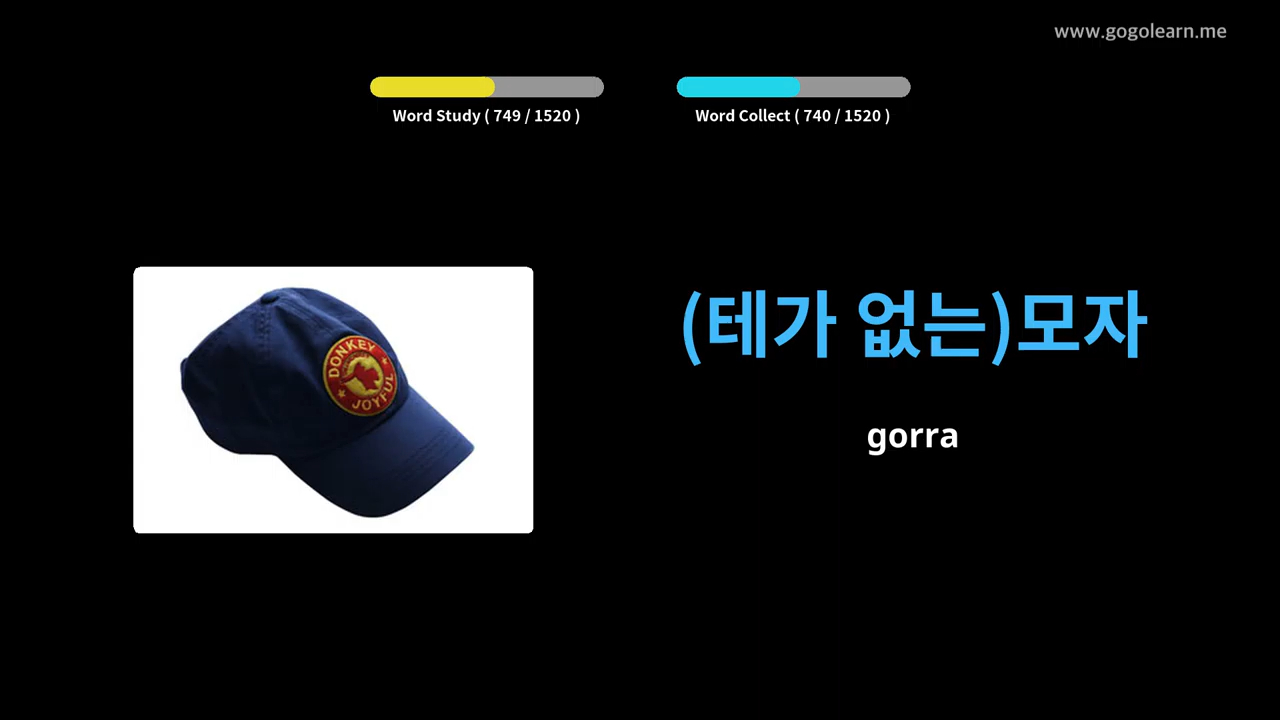 www.gogolearn.me
Word Study ( 749 / 1520 )
Word Collect ( 740 / 1520 )
(테가 없는)모자
gorra
DONKEY
JOYFUL